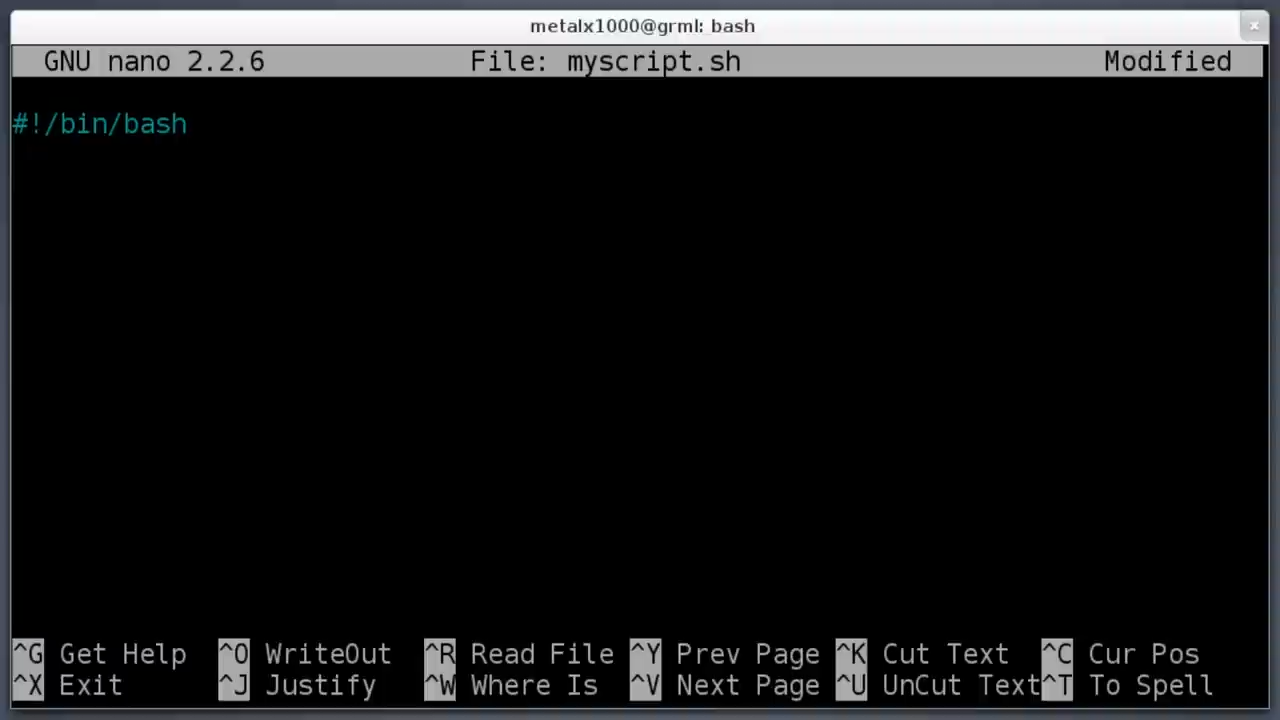 metalx1000@grml: bash
×
GNU nano 2.2.6 File: myscript.sh Modified
#!/bin/bash
^G Get Help ^O WriteOut ^R Read File ^Y Prev Page ^K Cut Text ^C Cur Pos
^X Exit ^J Justify ^W Where Is ^V Next Page ^U UnCut Text ^T To Spell